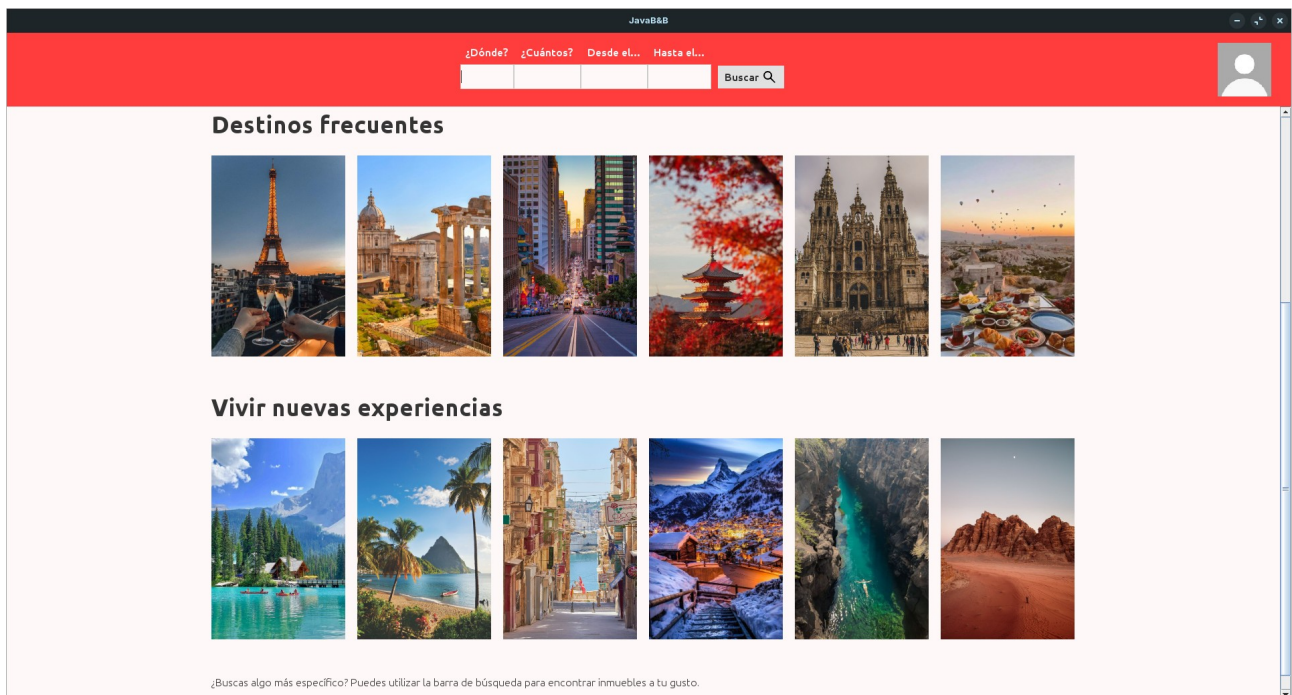 JavaB&B
¿Dónde? ¿Cuántos? Desde el... Hasta el...
Buscar
Destinos frecuentes
Vivir nuevas experiencias
¿Buscas algo más específico? Puedes utilizar la barra de búsqueda para encontrar inmuebles a tu gusto.